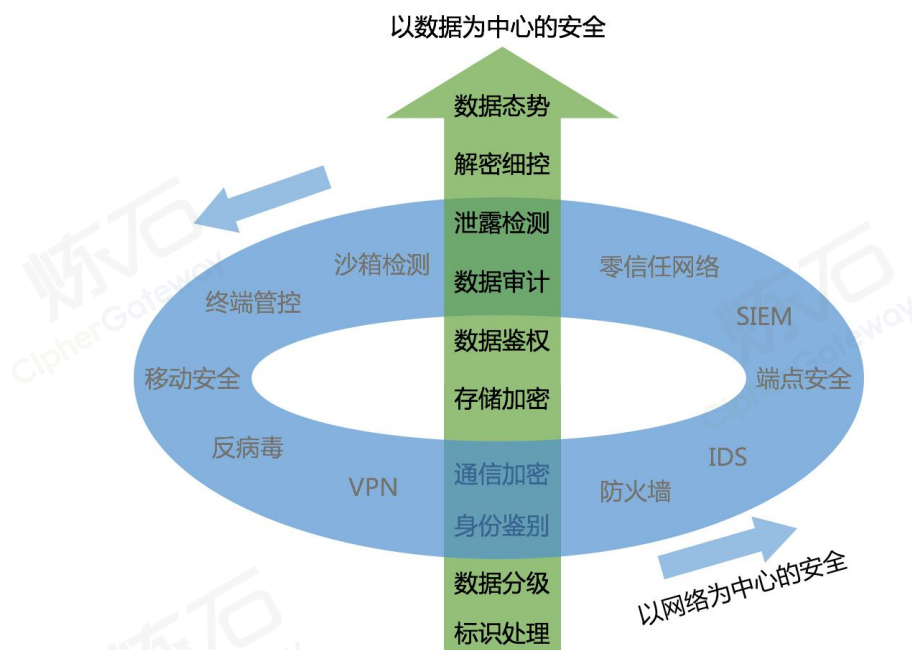 以数据为中心的安全
数据态势
解密细控
泄露检测
沙箱检测
零信任网络
数据审计
终端管控
SIEM
数据鉴权
移动安全
端点安全
存储加密
反病毒
IDS
通信加密
VPN
防火墙
身份鉴别
数据分级
以网络为中心的安全
标识处理
炼石
CipherGateway
炼石
CipherGateway
炼石